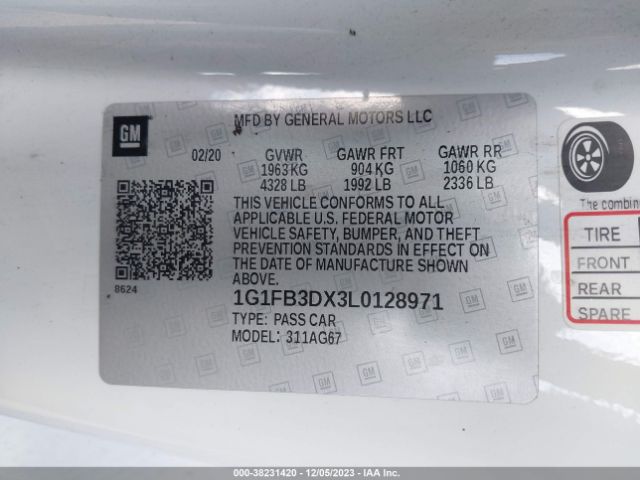 MFD BY GENERAL MOTORS LLC
GM
02/20 GVWR GAWR FRT GAWR RR
1963 KG 904 KG 1060 KG
4328 LB 1992 LB 2336 LB
THIS VEHICLE CONFORMS TO ALL
APPLICABLE U.S. FEDERAL MOTOR
VEHICLE SAFETY, BUMPER, AND THEFT
PREVENTION STANDARDS IN EFFECT ON
THE DATE OF MANUFACTURE SHOWN
ABOVE.
8624
1G1FB3DX3L0128971
TYPE: PASS CAR
MODEL: 311AG67
The combin
TIRE
FRONT
REAR
SPARE
000 - 38231420 - 12/05/2023 - IAA Inc.